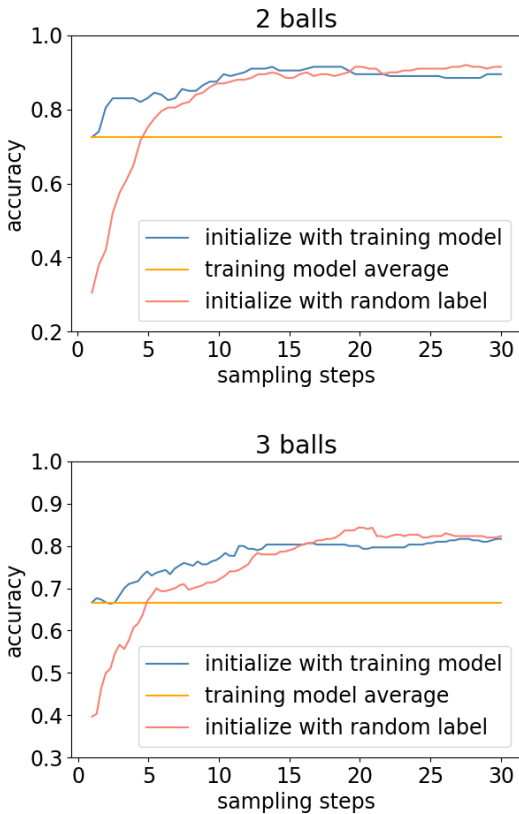 2 balls
1.0
0.8
0.6
0.4
0.2
accuracy
initialize with training model
training model average
initialize with random label
0 5 10 15 20 25 30
sampling steps
3 balls
1.0
0.9
0.8
0.7
0.6
0.5
0.4
0.3
accuracy
initialize with training model
training model average
initialize with random label
0 5 10 15 20 25 30
sampling steps